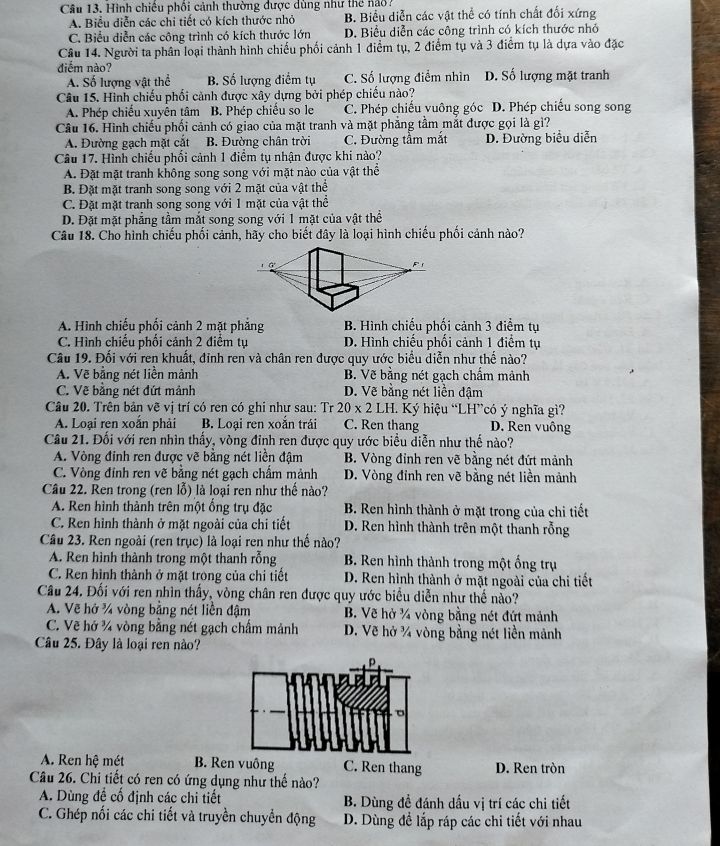 Câu 13. Hình chiếu phối cảnh thường được dùng như thế nào?
A. Biểu diễn các chi tiết có kích thước nhỏ B. Biểu diễn các vật thể có tính chất đối xứng
C. Biểu diễn các công trình có kích thước lớn D. Biểu diễn các công trình có kích thước nhỏ
Câu 14. Người ta phân loại thành hình chiếu phối cảnh 1 điểm tụ, 2 điểm tụ và 3 điểm tụ là dựa vào đặc
điểm nào?
A. Số lượng vật thể B. Số lượng điểm tụ C. Số lượng điểm nhìn D. Số lượng mặt tranh
Câu 15. Hình chiếu phối cảnh được xây dựng bởi phép chiếu nào?
A. Phép chiếu xuyên tâm B. Phép chiếu so le C. Phép chiếu vuông góc D. Phép chiếu song song
Câu 16. Hình chiếu phối cảnh có giao của mặt tranh và mặt phẳng tầm mắt được gọi là gì?
A. Đường gạch mặt cắt B. Đường chân trời C. Đường tầm mắt D. Đường biểu diễn
Câu 17. Hình chiếu phối cảnh 1 điểm tụ nhận được khi nào?
A. Đặt mặt tranh không song song với mặt nào của vật thể
B. Đặt mặt tranh song song với 2 mặt của vật thể
C. Đặt mặt tranh song song với 1 mặt của vật thể
D. Đặt mặt phẳng tầm mắt song song với 1 mặt của vật thể
Câu 18. Cho hình chiếu phối cảnh, hãy cho biết đây là loại hình chiếu phối cảnh nào?
A. Hình chiếu phối cảnh 2 mặt phẳng B. Hình chiếu phối cảnh 3 điểm tụ
C. Hình chiếu phối cảnh 2 điểm tụ D. Hình chiếu phối cảnh 1 điểm tụ
Câu 19. Đối với ren khuất, đỉnh ren và chân ren được quy ước biểu diễn như thế nào?
A. Vẽ bằng nét liền mảnh B. Vẽ bằng nét gạch chấm mảnh
C. Vẽ bằng nét đứt mảnh D. Vẽ bằng nét liền đậm
Câu 20. Trên bản vẽ vị trí có ren có ghi như sau: Tr 20 x 2 LH. Ký hiệu “LH”có ý nghĩa gì?
A. Loại ren xoắn phải B. Loại ren xoắn trái C. Ren thang D. Ren vuông
Câu 21. Đối với ren nhìn thấy, vòng đỉnh ren được quy ước biểu diễn như thế nào?
A. Vòng đỉnh ren được vẽ bằng nét liền đậm B. Vòng đỉnh ren vẽ bằng nét đứt mảnh
C. Vòng đỉnh ren vẽ bằng nét gạch chấm mảnh D. Vòng đỉnh ren vẽ bằng nét liền mảnh
Câu 22. Ren trong (ren lỗ) là loại ren như thế nào?
A. Ren hình thành trên một ống trụ đặc B. Ren hình thành ở mặt trong của chi tiết
C. Ren hình thành ở mặt ngoài của chi tiết D. Ren hình thành trên một thanh rỗng
Câu 23. Ren ngoài (ren trục) là loại ren như thế nào?
A. Ren hình thành trong một thanh rỗng B. Ren hình thành trong một ống trụ
C. Ren hình thành ở mặt trong của chi tiết D. Ren hình thành ở mặt ngoài của chi tiết
Câu 24. Đối với ren nhìn thấy, vòng chân ren được quy ước biểu diễn như thế nào?
A. Vẽ hở ¾ vòng bằng nét liền đậm B. Vẽ hở ¾ vòng bằng nét đứt mảnh
C. Vẽ hở ¾ vòng bằng nét gạch chấm mảnh D. Vẽ hở ¾ vòng bằng nét liền mảnh
Câu 25. Đây là loại ren nào?
p
d
A. Ren hệ mét B. Ren vuông C. Ren thang D. Ren tròn
Câu 26. Chi tiết có ren có ứng dụng như thế nào?
A. Dùng để cố định các chi tiết B. Dùng để đánh dấu vị trí các chi tiết
C. Ghép nối các chi tiết và truyền chuyển động D. Dùng để lắp ráp các chi tiết với nhau